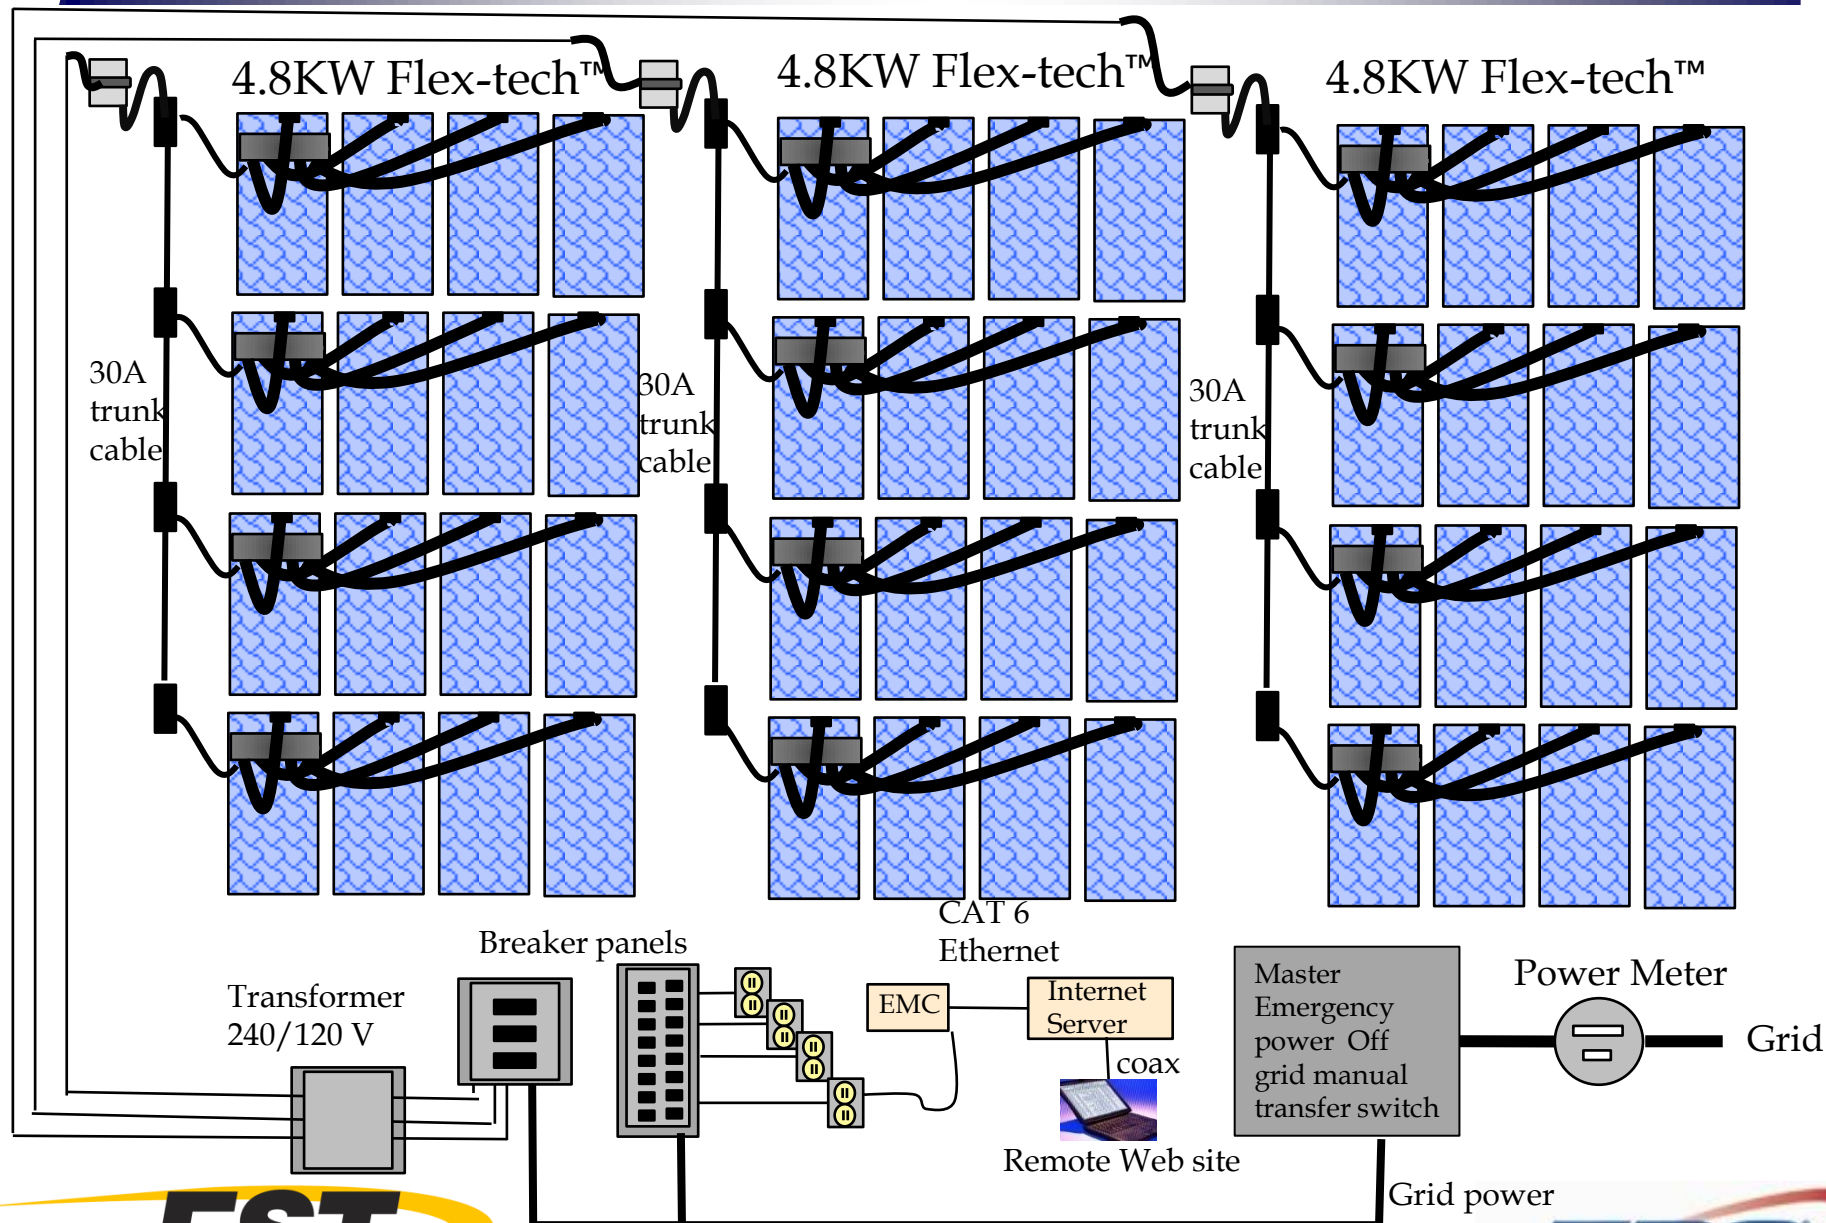 4.8KW Flex-tech™
4.8KW Flex-tech™
4.8KW Flex-tech™
30A
trunk
cable
30A
trunk
cable
30A
trunk
cable
CAT 6
Ethernet
Breaker panels
Transformer
240/120 V
EMC
Internet
Server
coax
Remote Web site
Master
Emergency
power Off
grid manual
transfer switch
Power Meter
Grid
Grid power
EST